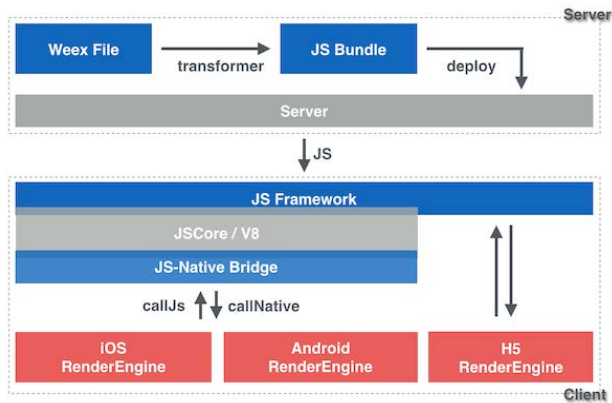 Server
Weex File
transformer
JS Bundle
deploy
Server
JS
JS Framework
JSCore / V8
JS-Native Bridge
callJs
callNative
iOS
RenderEngine
Android
RenderEngine
H5
RenderEngine
Client